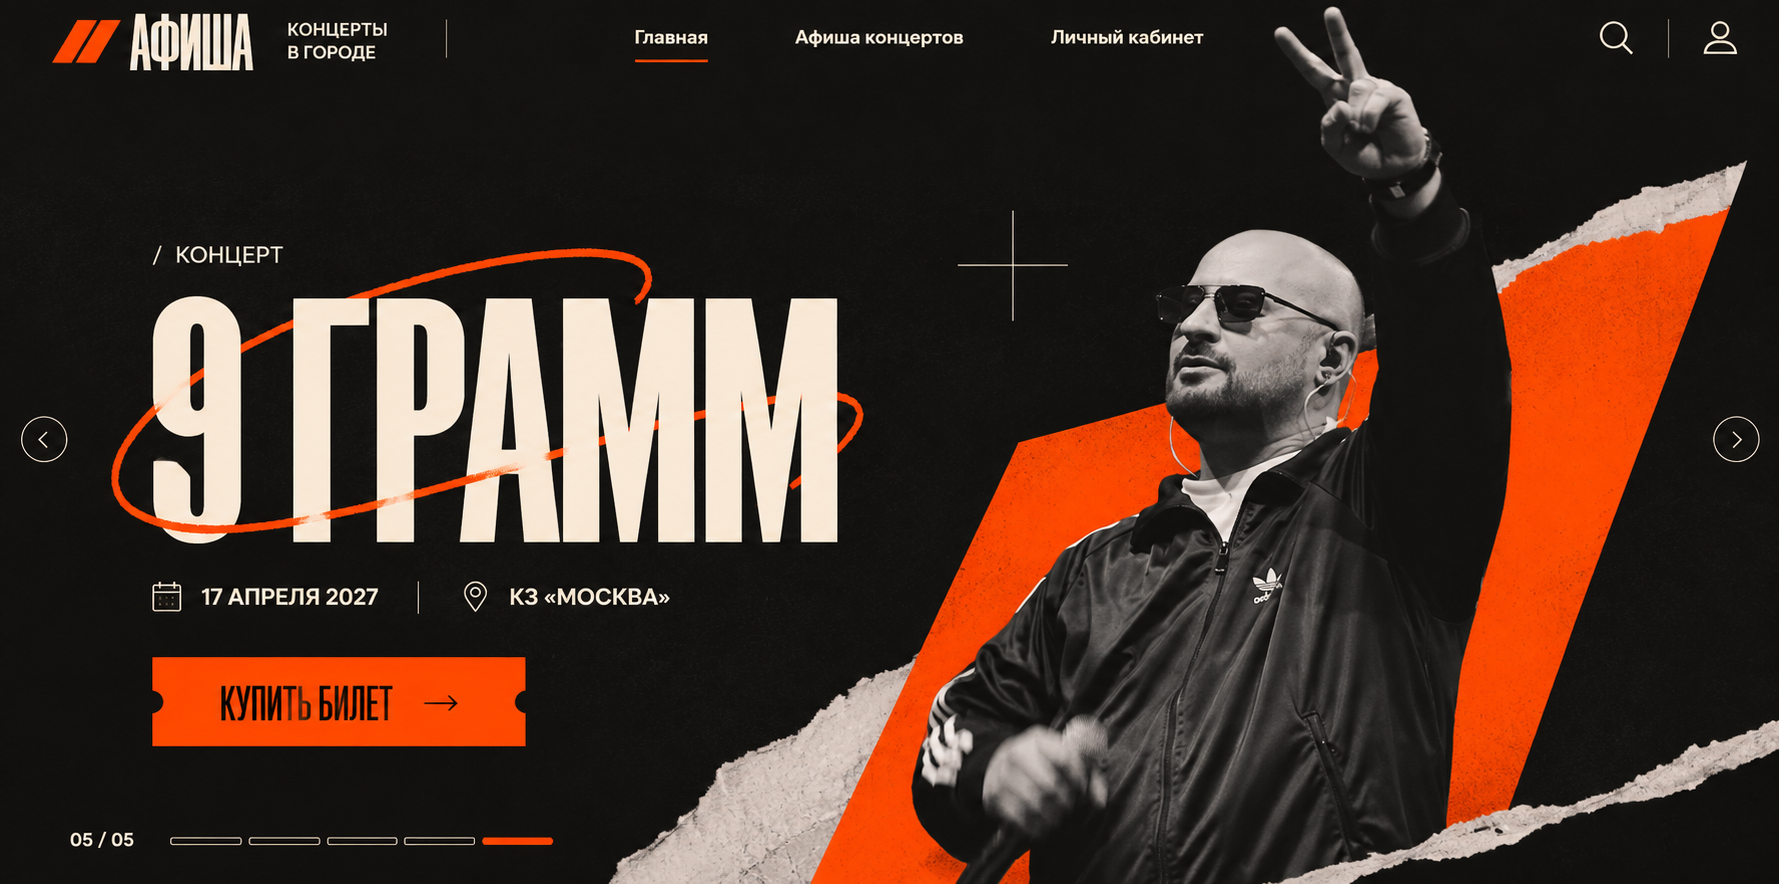 АФИША
КОНЦЕРТЫ
В ГОРОДЕ
Главная
Афиша концертов
Личный кабинет
/ КОНЦЕРТ
9 ГРАММ
17 АПРЕЛЯ 2027
КЗ «МОСКВА»
КУПИТЬ БИЛЕТ →
05 / 05